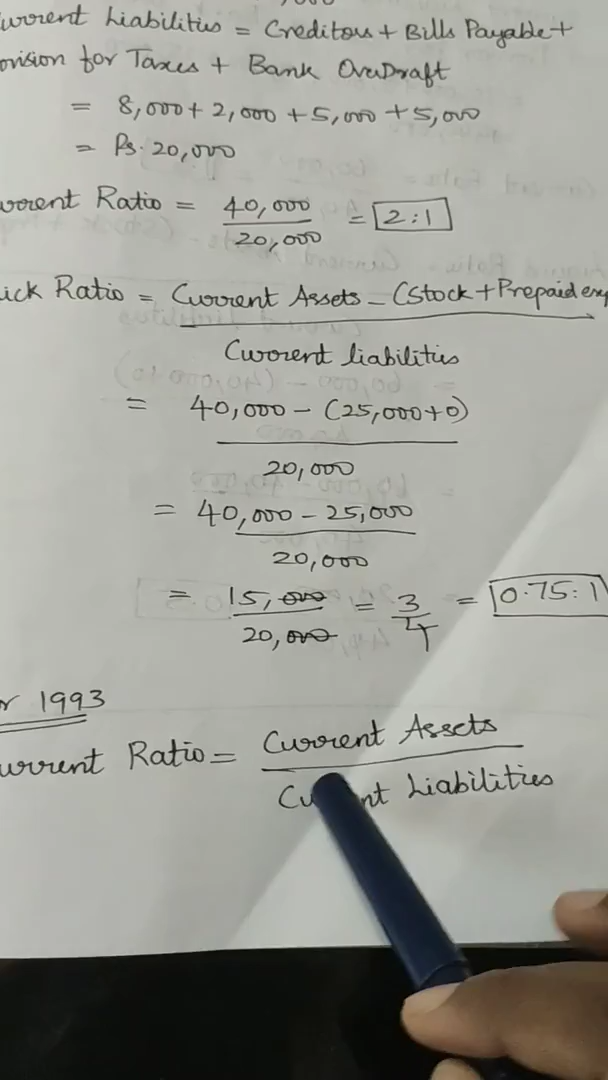 urrent Liabilities = Creditors + Bills Payable +
ovision for Taxes + Bank OverDraft
= 8,000 + 2,000 + 5,000 + 5,000
= Rs. 20,000
urrent Ratio = 40,000 / 20,000 = 2:1
ick Ratio = Current Assets - (Stock + Prepaid exp
Current liabilities
= 40,000 - (25,000+0)
20,000
= 40,000 - 25,000
20,000
= 15,000 / 20,000 = 3/4 = 0.75:1
r 1993
urrent Ratio = Current Assets
Cu nt Liabilities